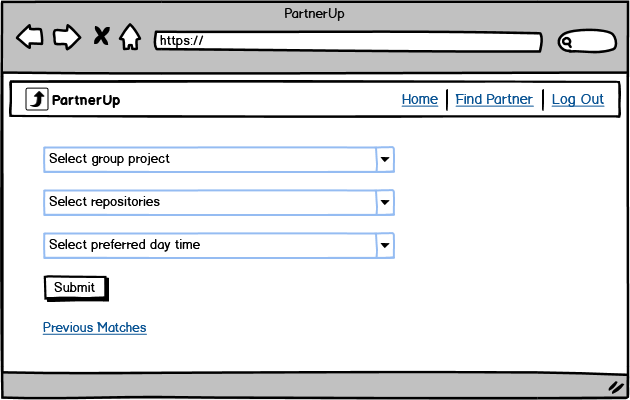 PartnerUp
https://
PartnerUp
Home Find Partner Log Out
Select group project
Select repositories
Select preferred day time
Submit
Previous Matches